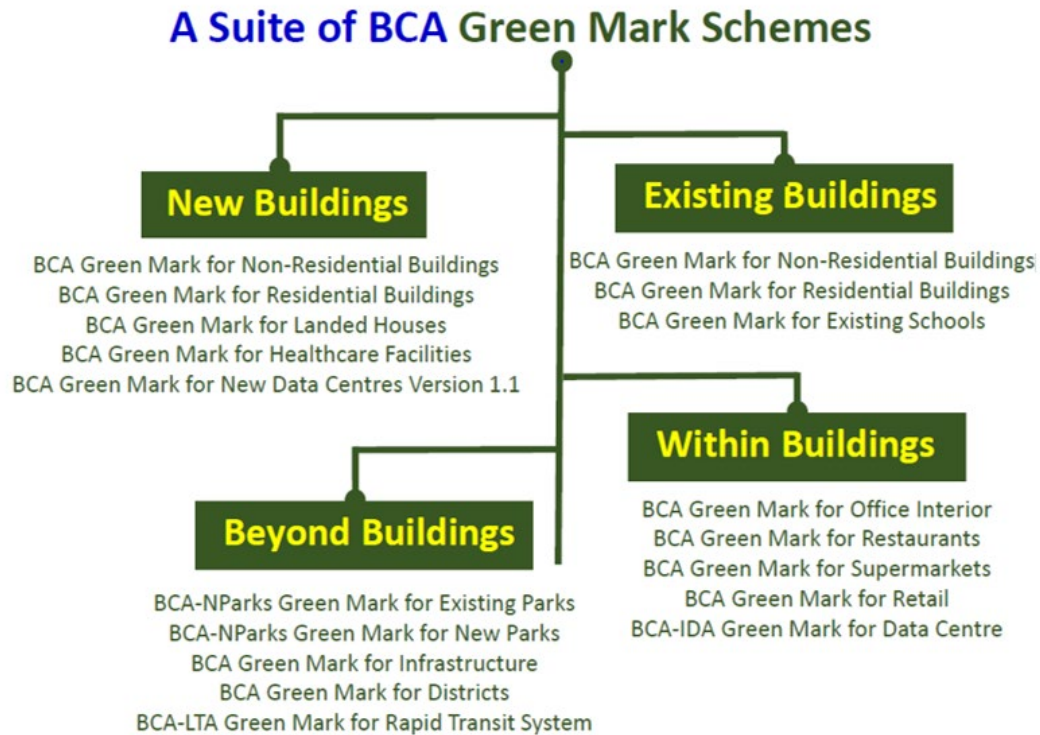 A Suite of BCA Green Mark Schemes
New Buildings
BCA Green Mark for Non-Residential Buildings
BCA Green Mark for Residential Buildings
BCA Green Mark for Landed Houses
BCA Green Mark for Healthcare Facilities
BCA Green Mark for New Data Centres Version 1.1
Existing Buildings
BCA Green Mark for Non-Residential Buildings
BCA Green Mark for Residential Buildings
BCA Green Mark for Existing Schools
Beyond Buildings
BCA-NParks Green Mark for Existing Parks
BCA-NParks Green Mark for New Parks
BCA Green Mark for Infrastructure
BCA Green Mark for Districts
BCA-LTA Green Mark for Rapid Transit System
Within Buildings
BCA Green Mark for Office Interior
BCA Green Mark for Restaurants
BCA Green Mark for Supermarkets
BCA Green Mark for Retail
BCA-IDA Green Mark for Data Centre